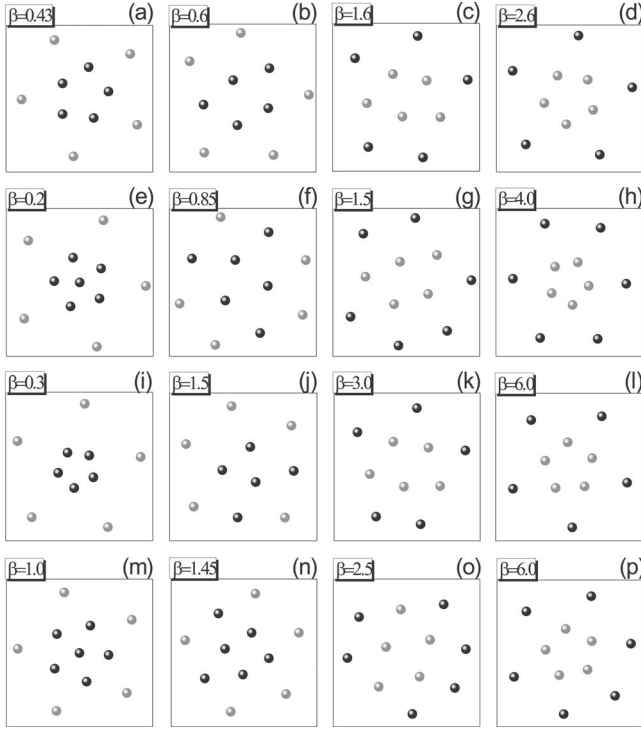 β=0.43 (a) β=0.6 (b) β=1.6 (c) β=2.6 (d)
β=0.2 (e) β=0.85 (f) β=1.5 (g) β=4.0 (h)
β=0.3 (i) β=1.5 (j) β=3.0 (k) β=6.0 (l)
β=1.0 (m) β=1.45 (n) β=2.5 (o) β=6.0 (p)